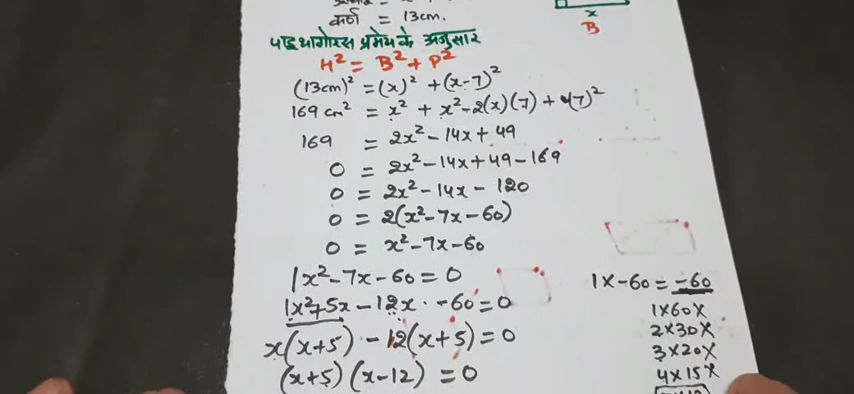 कर्ण = 13cm.
x
B
पाइथागोरस प्रमेय के अनुसार
H² = B² + P²
(13cm)² = (x)² + (x-7)²
169 cm² = x² + x² - 2(x)(7) + (7)²
169 = 2x² - 14x + 49
0 = 2x² - 14x + 49 - 169
0 = 2x² - 14x - 120
0 = 2(x² - 7x - 60)
0 = x² - 7x - 60
1x² - 7x - 60 = 0
1x² + 5x - 12x - 60 = 0
x(x+5) - 12(x+5) = 0
(x+5) (x-12) = 0
1 x -60 = -60
1x60x
2x30x
3x20x
4x15x